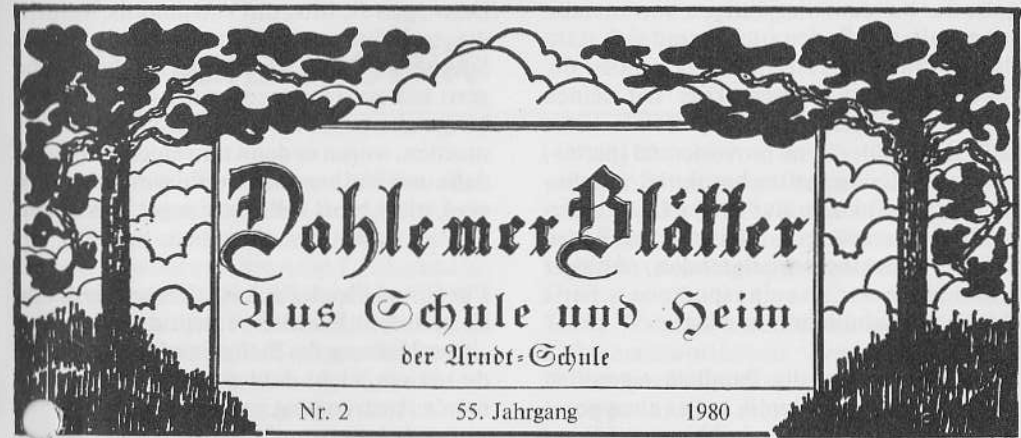 Dahlemer Blätter
Aus Schule und Heim
der Arndt-Schule
Nr. 2 55. Jahrgang 1980